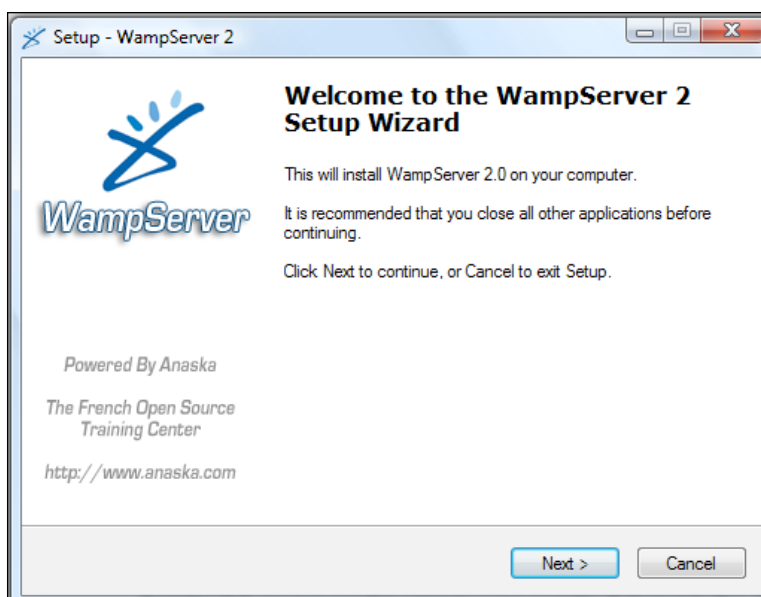 Setup - WampServer 2
Welcome to the WampServer 2
Setup Wizard
This will install WampServer 2.0 on your computer.
It is recommended that you close all other applications before
continuing.
Click Next to continue, or Cancel to exit Setup.
WampServer
Powered By Anaska
The French Open Source
Training Center
http://www.anaska.com
Next >
Cancel